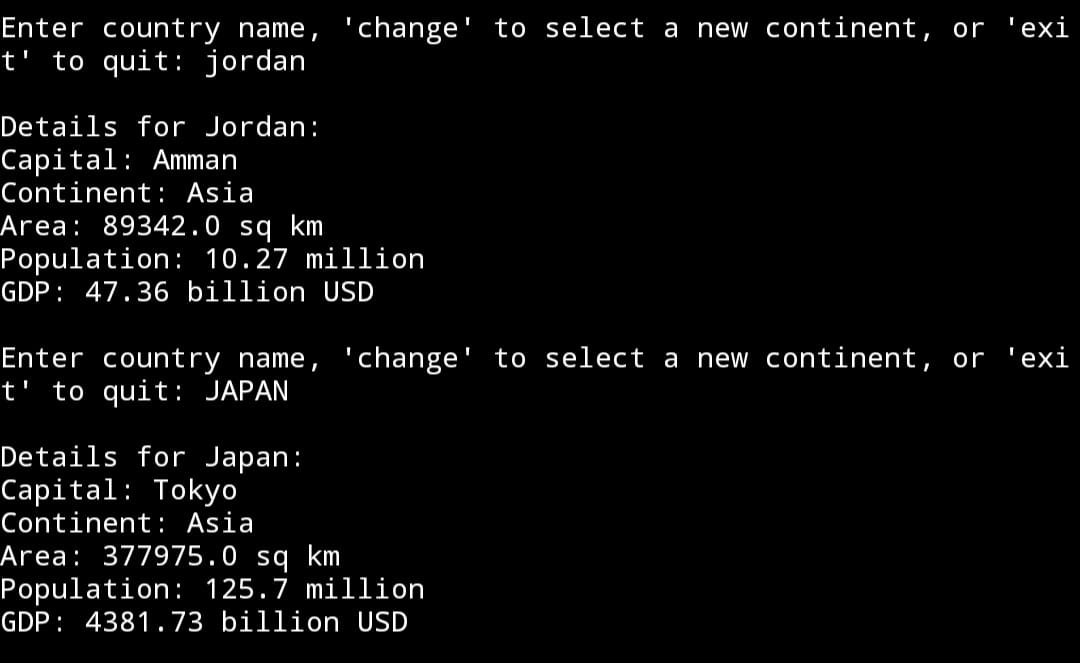 Enter country name, 'change' to select a new continent, or 'exi
t' to quit: jordan
Details for Jordan:
Capital: Amman
Continent: Asia
Area: 89342.0 sq km
Population: 10.27 million
GDP: 47.36 billion USD
Enter country name, 'change' to select a new continent, or 'exi
t' to quit: JAPAN
Details for Japan:
Capital: Tokyo
Continent: Asia
Area: 377975.0 sq km
Population: 125.7 million
GDP: 4381.73 billion USD